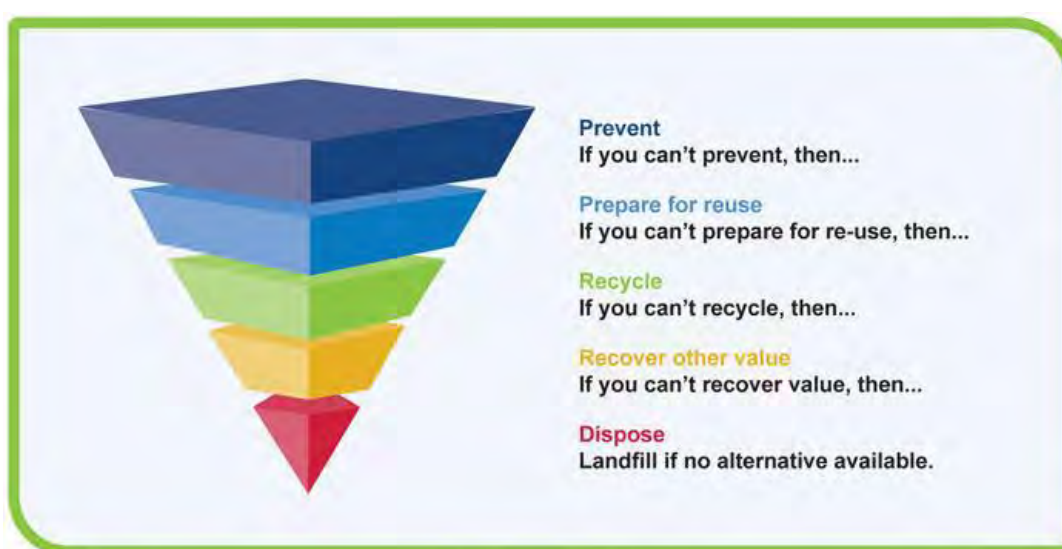 Prevent
If you can't prevent, then...
Prepare for reuse
If you can't prepare for re-use, then...
Recycle
If you can't recycle, then...
Recover other value
If you can't recover value, then...
Dispose
Landfill if no alternative available.